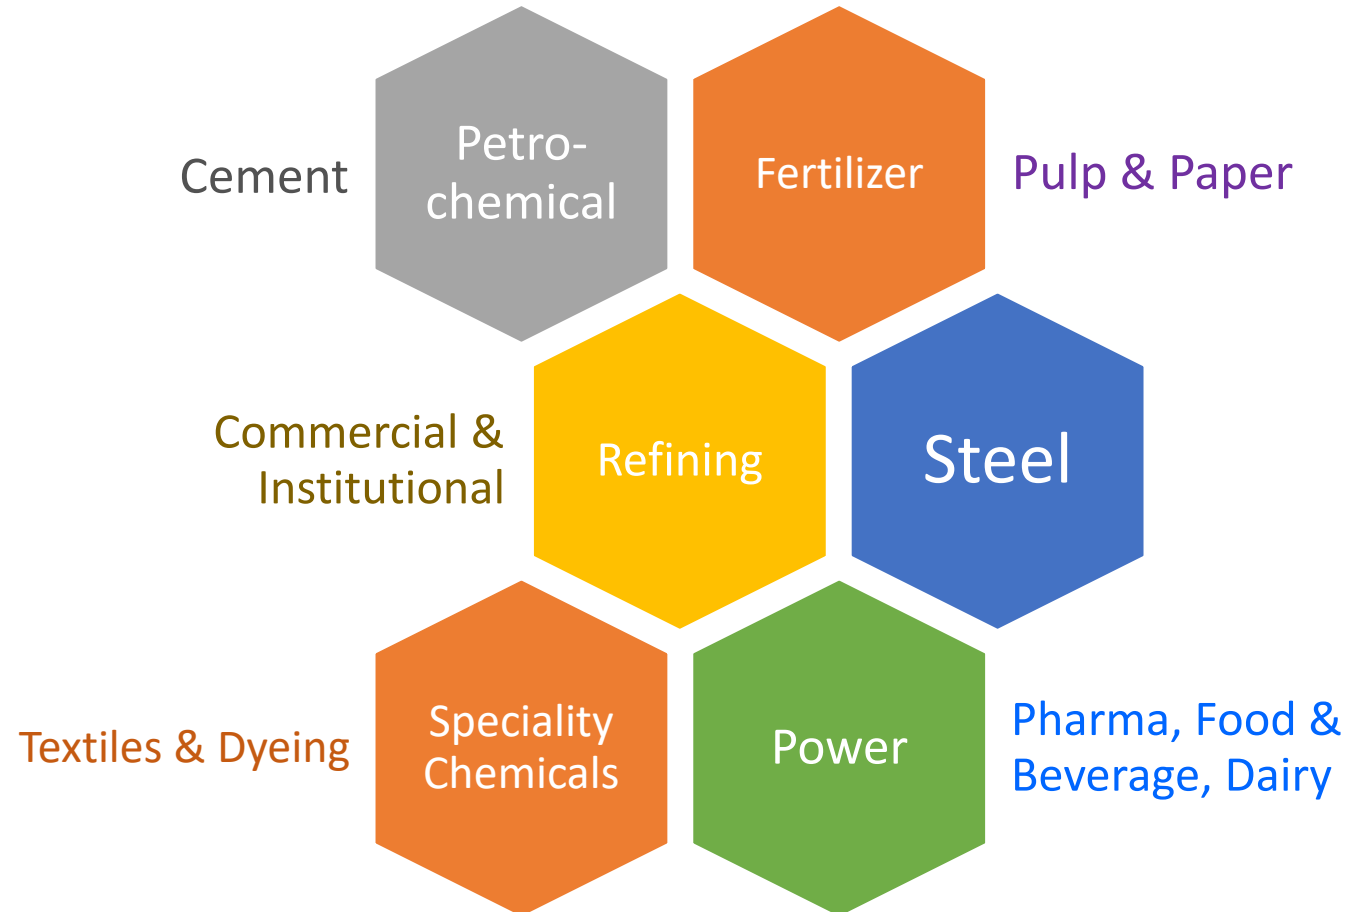 Cement
Petro-
chemical
Fertilizer
Pulp & Paper
Commercial &
Institutional
Refining
Steel
Textiles & Dyeing
Speciality
Chemicals
Power
Pharma, Food &
Beverage, Dairy